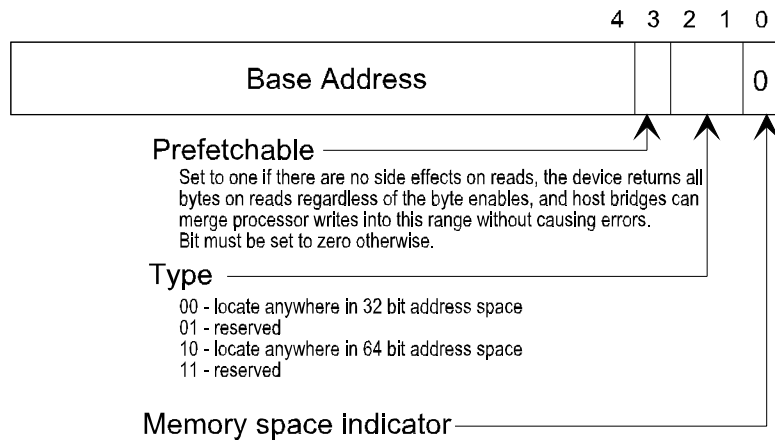 4 3 2 1 0
Base Address 0
Prefetchable
Set to one if there are no side effects on reads, the device returns all
bytes on reads regardless of the byte enables, and host bridges can
merge processor writes into this range without causing errors.
Bit must be set to zero otherwise.
Type
00 - locate anywhere in 32 bit address space
01 - reserved
10 - locate anywhere in 64 bit address space
11 - reserved
Memory space indicator